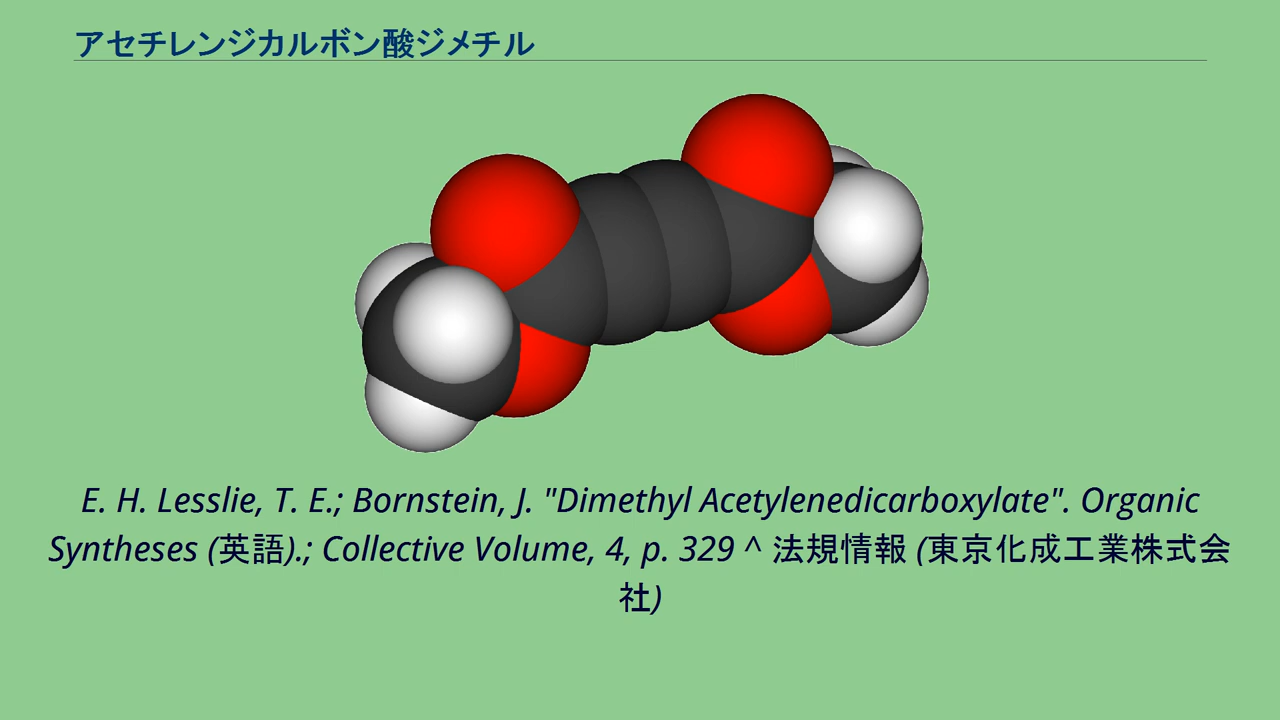 アセチレンジカルボン酸ジメチル
E. H. Lesslie, T. E.; Bornstein, J. "Dimethyl Acetylenedicarboxylate". Organic
Syntheses (英語).; Collective Volume, 4, p. 329 ^ 法規情報 (東京化成工業株式会
社)